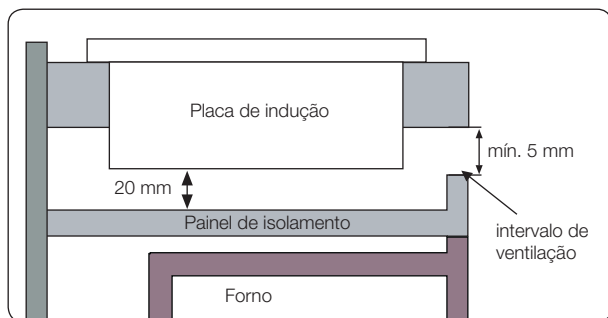 Placa de indução
mín. 5 mm
20 mm
Painel de isolamento
intervalo de
ventilação
Forno